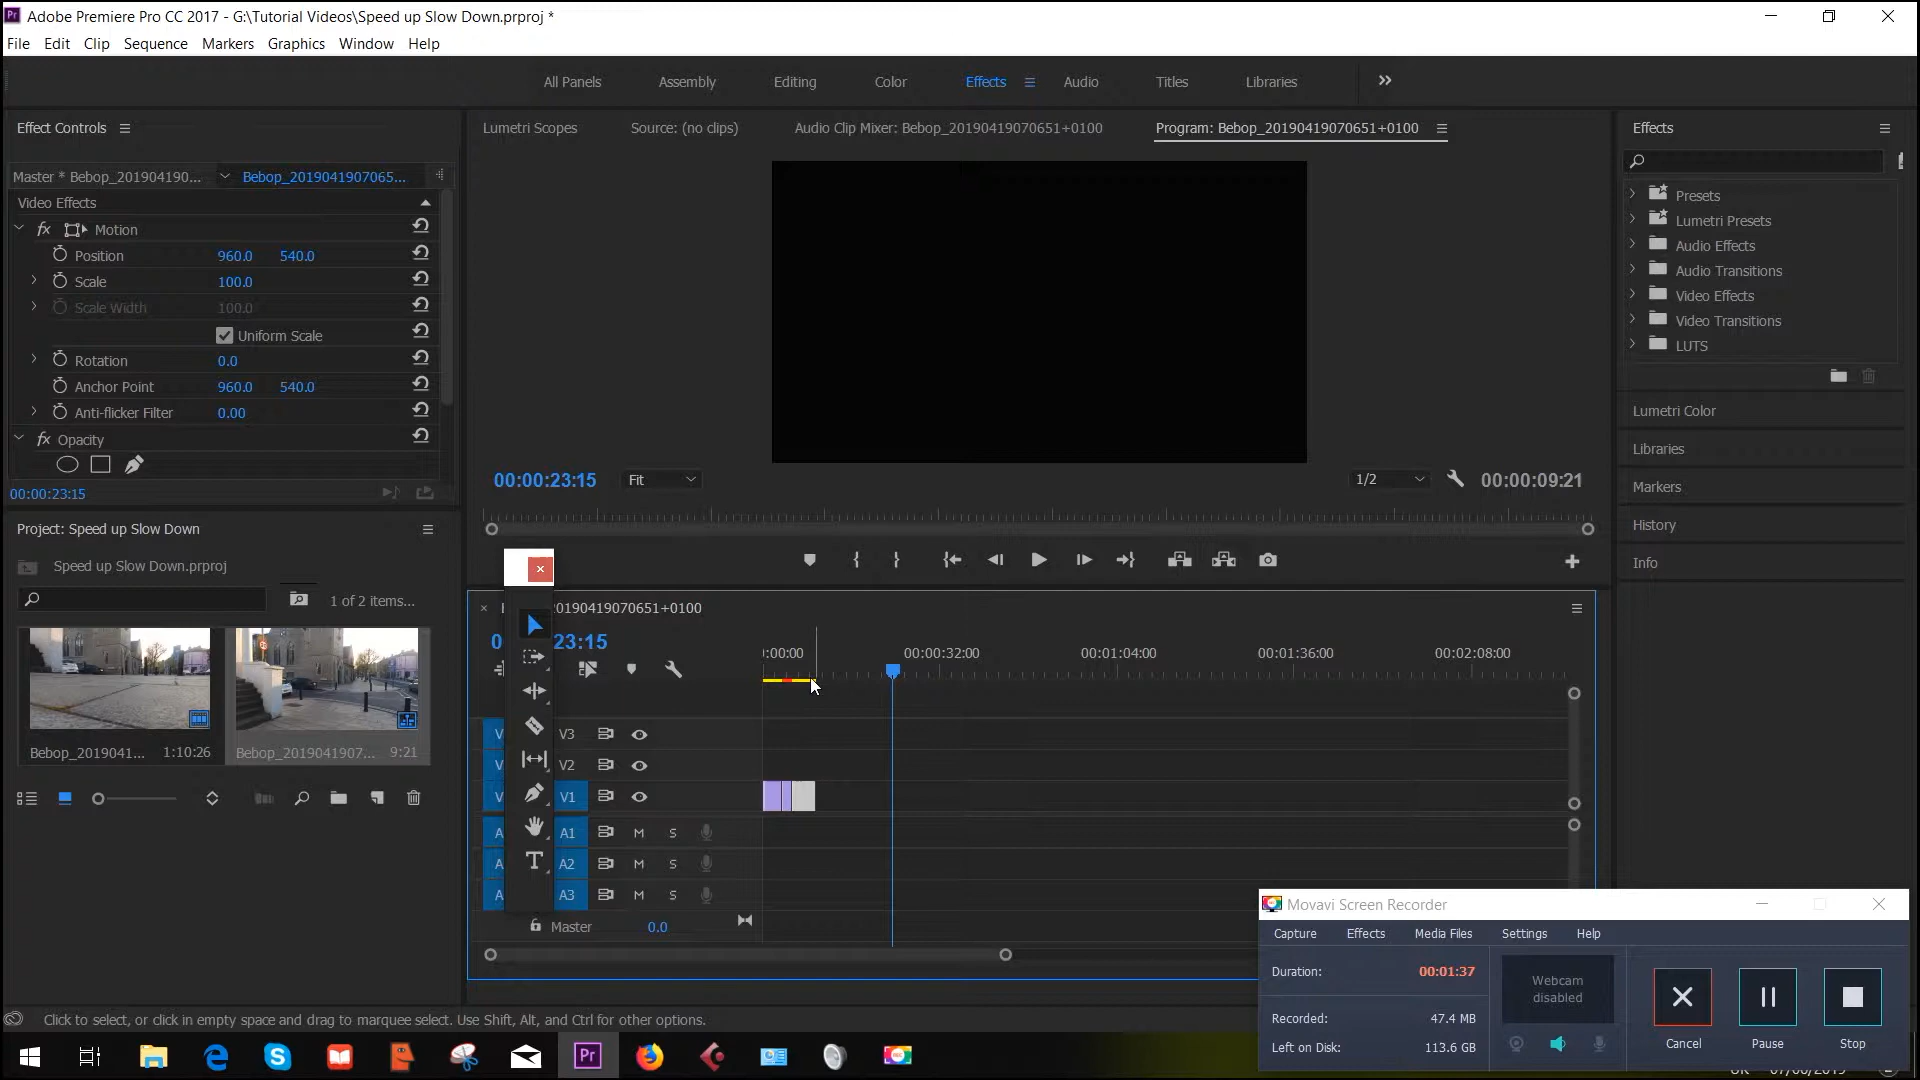 Adobe Premiere Pro CC 2017 - G:\Tutorial Videos\Speed up Slow Down.prproj *
File Edit Clip Sequence Markers Graphics Window Help
All Panels Assembly Editing Color Effects Audio Titles Libraries
Effect Controls
Lumetri Scopes Source: (no clips) Audio Clip Mixer: Bebop_20190419070651+0100 Program: Bebop_20190419070651+0100
Effects
Master * Bebop_201904190... Bebop_2019041907065...
Video Effects
fx Motion
Position 960.0 540.0
Scale 100.0
Scale Width 100.0
Uniform Scale
Rotation 0.0
Anchor Point 960.0 540.0
Anti-flicker Filter 0.00
fx Opacity
00:00:23:15
Presets
Lumetri Presets
Audio Effects
Audio Transitions
Video Effects
Video Transitions
LUTS
Lumetri Color
Libraries
Markers
History
Info
00:00:23:15 Fit 1/2 00:00:09:21
Project: Speed up Slow Down
Speed up Slow Down.prproj
1 of 2 items...
Bebop_2019041... 1:10:26
Bebop_2019041907... 9:21
20190419070651+0100
23:15
:00:00 00:00:32:00 00:01:04:00 00:01:36:00 00:02:08:00
V V3
V V2
V V1
A A1 M S
A A2 M S
A A3 M S
Master 0.0
Movavi Screen Recorder
Capture Effects Media Files Settings Help
Duration: 00:01:37
Webcam
disabled
Recorded: 47.4 MB
Left on Disk: 113.6 GB
Cancel Pause Stop
Click to select, or click in empty space and drag to marquee select. Use Shift, Alt, and Ctrl for other options.
Pr